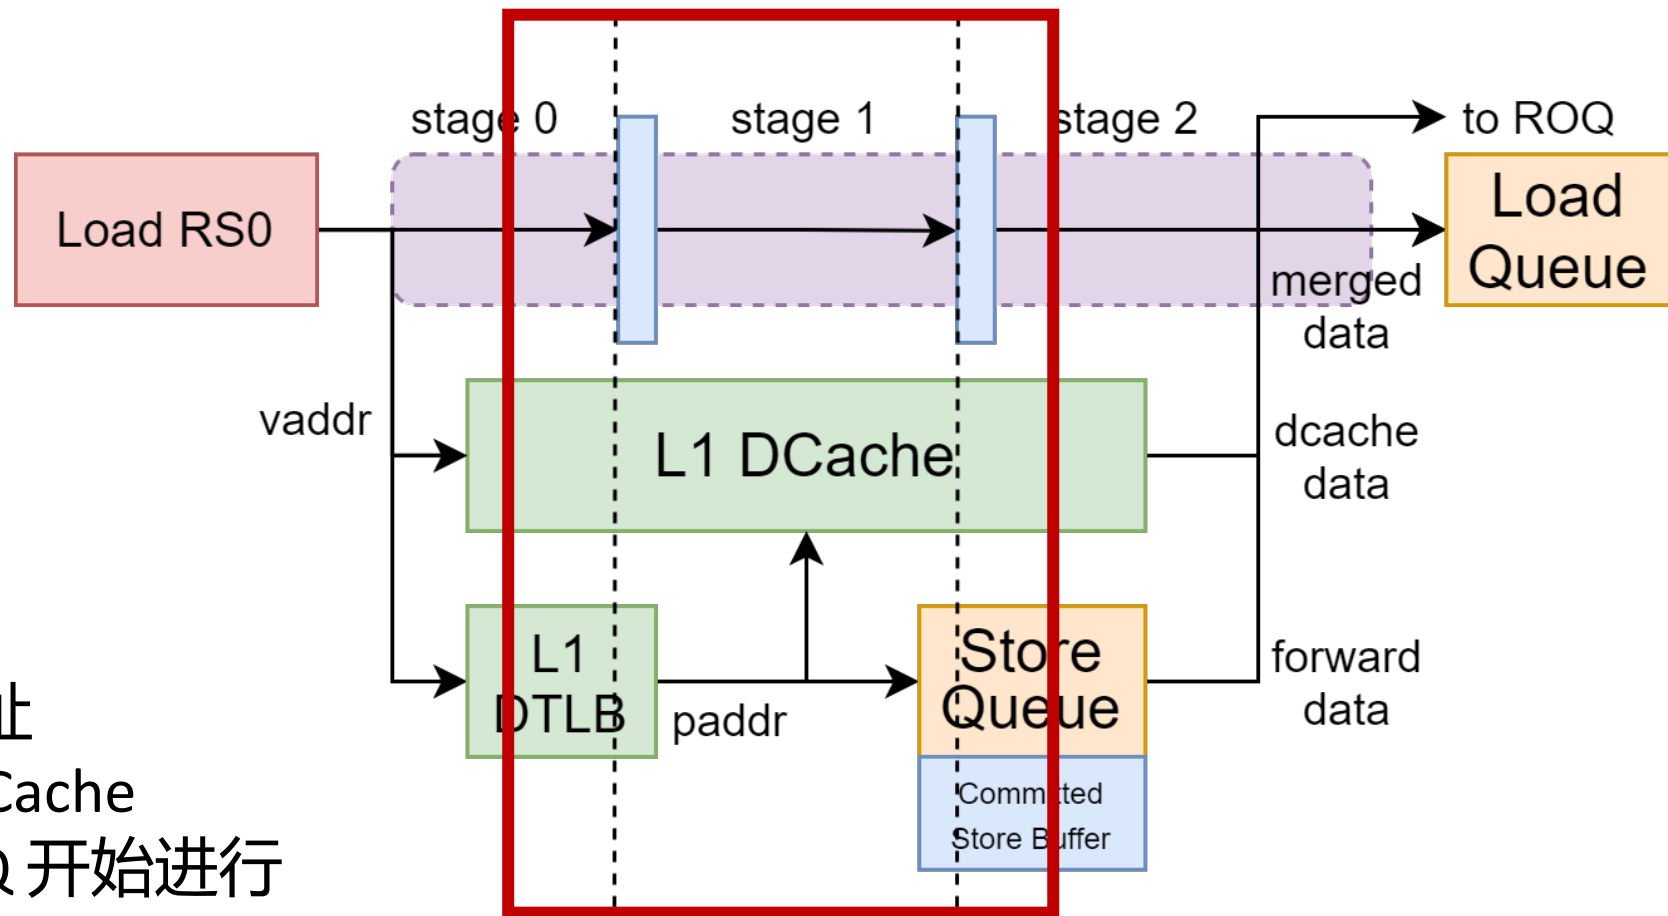 stage 0
stage 1
stage 2
to ROQ
Load RS0
Load
Queue
merged
data
vaddr
L1 DCache
dcache
data
L1
DTLB
paddr
Store
Queue
forward
data
Committed
Store Buffer
止
Cache
Q 开始进行